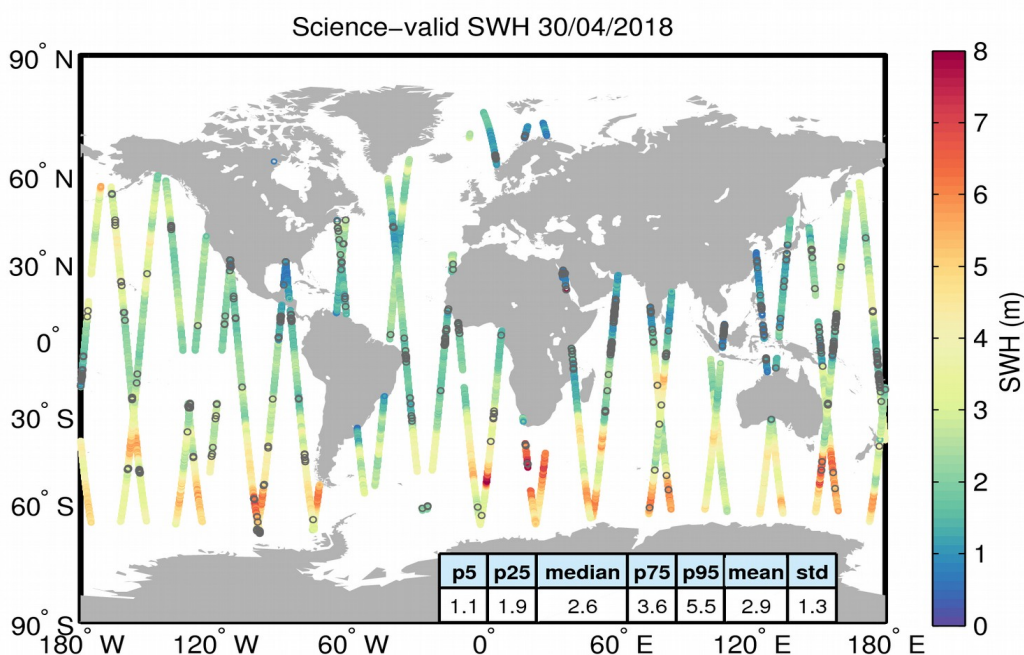 Science−valid SWH 30/04/2018
90° N
60° N
30° N
0°
30° S
60° S
90° S
180° W
120° W
60° W
0°
60° E
120° E
180° E
p5 p25 median p75 p95 mean std
1.1 1.9 2.6 3.6 5.5 2.9 1.3
8
7
6
5
4
3
2
1
0
SWH (m)